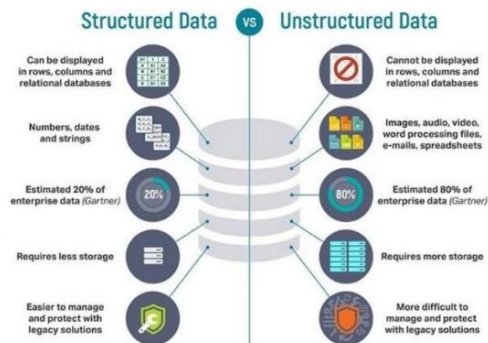 Structured Data VS Unstructured Data
Can be displayed
in rows, columns and
relational databases
Cannot be displayed
in rows, columns and
relational databases
Numbers, dates
and strings
Images, audio, video,
word processing files,
e-mails, spreadsheets
Estimated 20% of
enterprise data (Gartner)
20%
80%
Estimated 80% of
enterprise data (Gartner)
Requires less storage
Requires more storage
Easier to manage
and protect with
legacy solutions
More difficult to
manage and protect
with legacy solutions